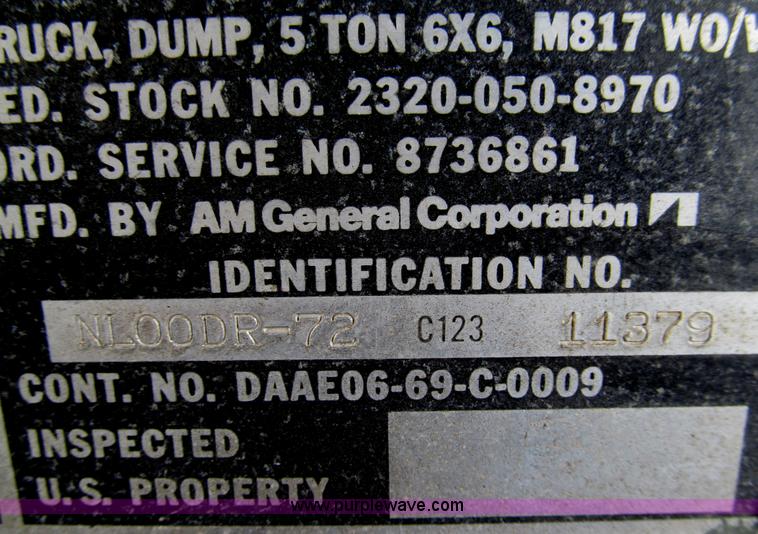 RUCK, DUMP, 5 TON 6X6, M817 WO/W
ED. STOCK NO. 2320-050-8970
ORD. SERVICE NO. 8736861
MFD. BY AM General Corporation
IDENTIFICATION NO.
NL00DR-72 C123 11379
CONT. NO. DAAE06-69-C-0009
INSPECTED
U.S. PROPERTY
www.purplewave.com